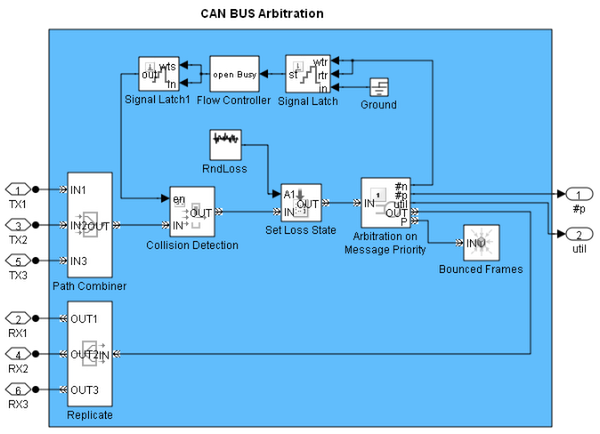 CAN BUS Arbitration
wts
out
fn
Signal Latch1
open Busy
Flow Controller
wtr
st
rtr
in
Signal Latch
Ground
RndLoss
1
TX1
3
TX2
5
TX3
IN1
IN2
OUT
IN3
Path Combiner
en
OUT
IN
Collision Detection
A1
OUT
IN
Set Loss State
IN
#n
#p
util
OUT
P
Arbitration on
Message Priority
IN
Bounced Frames
1
#p
2
util
2
RX1
4
RX2
6
RX3
OUT1
OUT2
IN
OUT3
Replicate